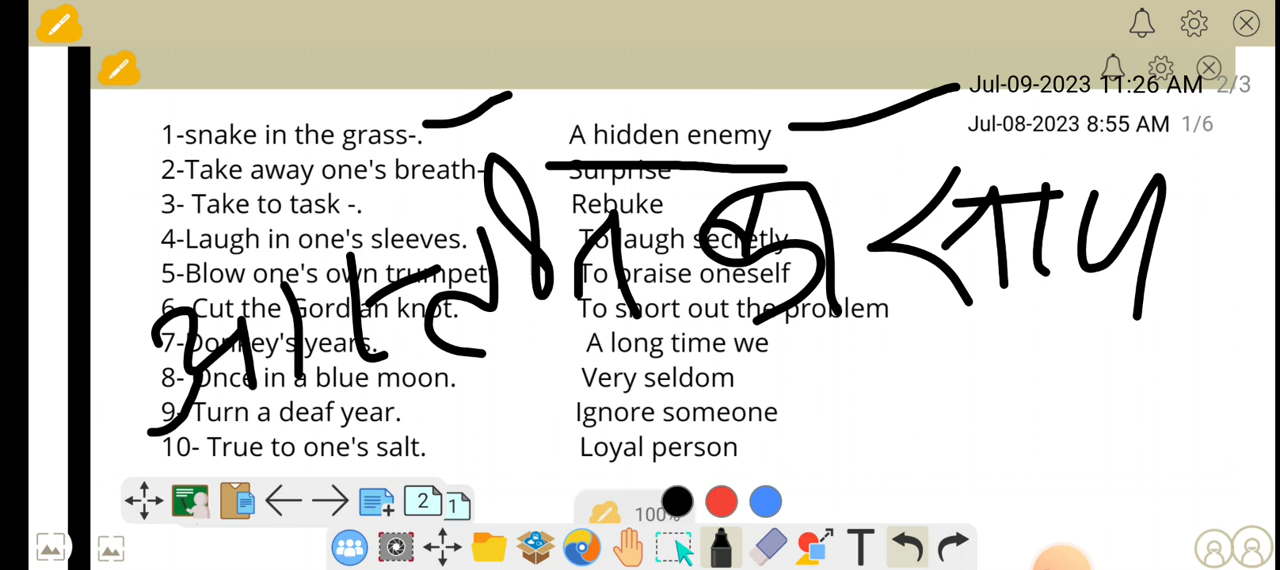 Jul-09-2023 11:26 AM 2/3
Jul-08-2023 8:55 AM 1/6
1-snake in the grass-. A hidden enemy
2-Take away one's breath- Surprise
3- Take to task -. Rebuke
4-Laugh in one's sleeves. To laugh secretly
5-Blow one's own trumpet To praise oneself
6- Cut the Gordian knot. To short out the problem
7-Donkey's years. A long time we
8- Once in a blue moon. Very seldom
9- Turn a deaf year. Ignore someone
10- True to one's salt. Loyal person
आस्तीन का साप
2 1
100%
T